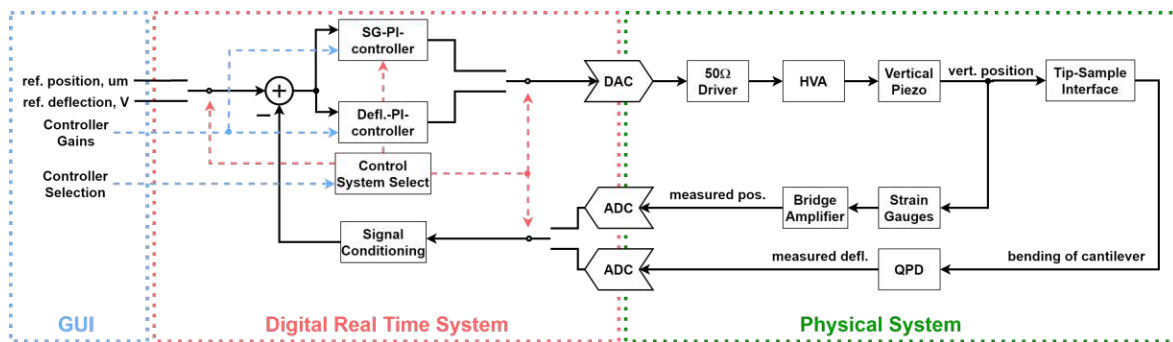 ref. position, um
ref. deflection, V
Controller
Gains
Controller
Selection
GUI
SG-PI-
controller
Defl.-PI-
controller
Control
System Select
Signal
Conditioning
Digital Real Time System
DAC
50Ω
Driver
HVA
Vertical
Piezo
vert. position
Tip-Sample
Interface
ADC
measured pos.
Bridge
Amplifier
Strain
Gauges
ADC
measured defl.
QPD
bending of cantilever
Physical System